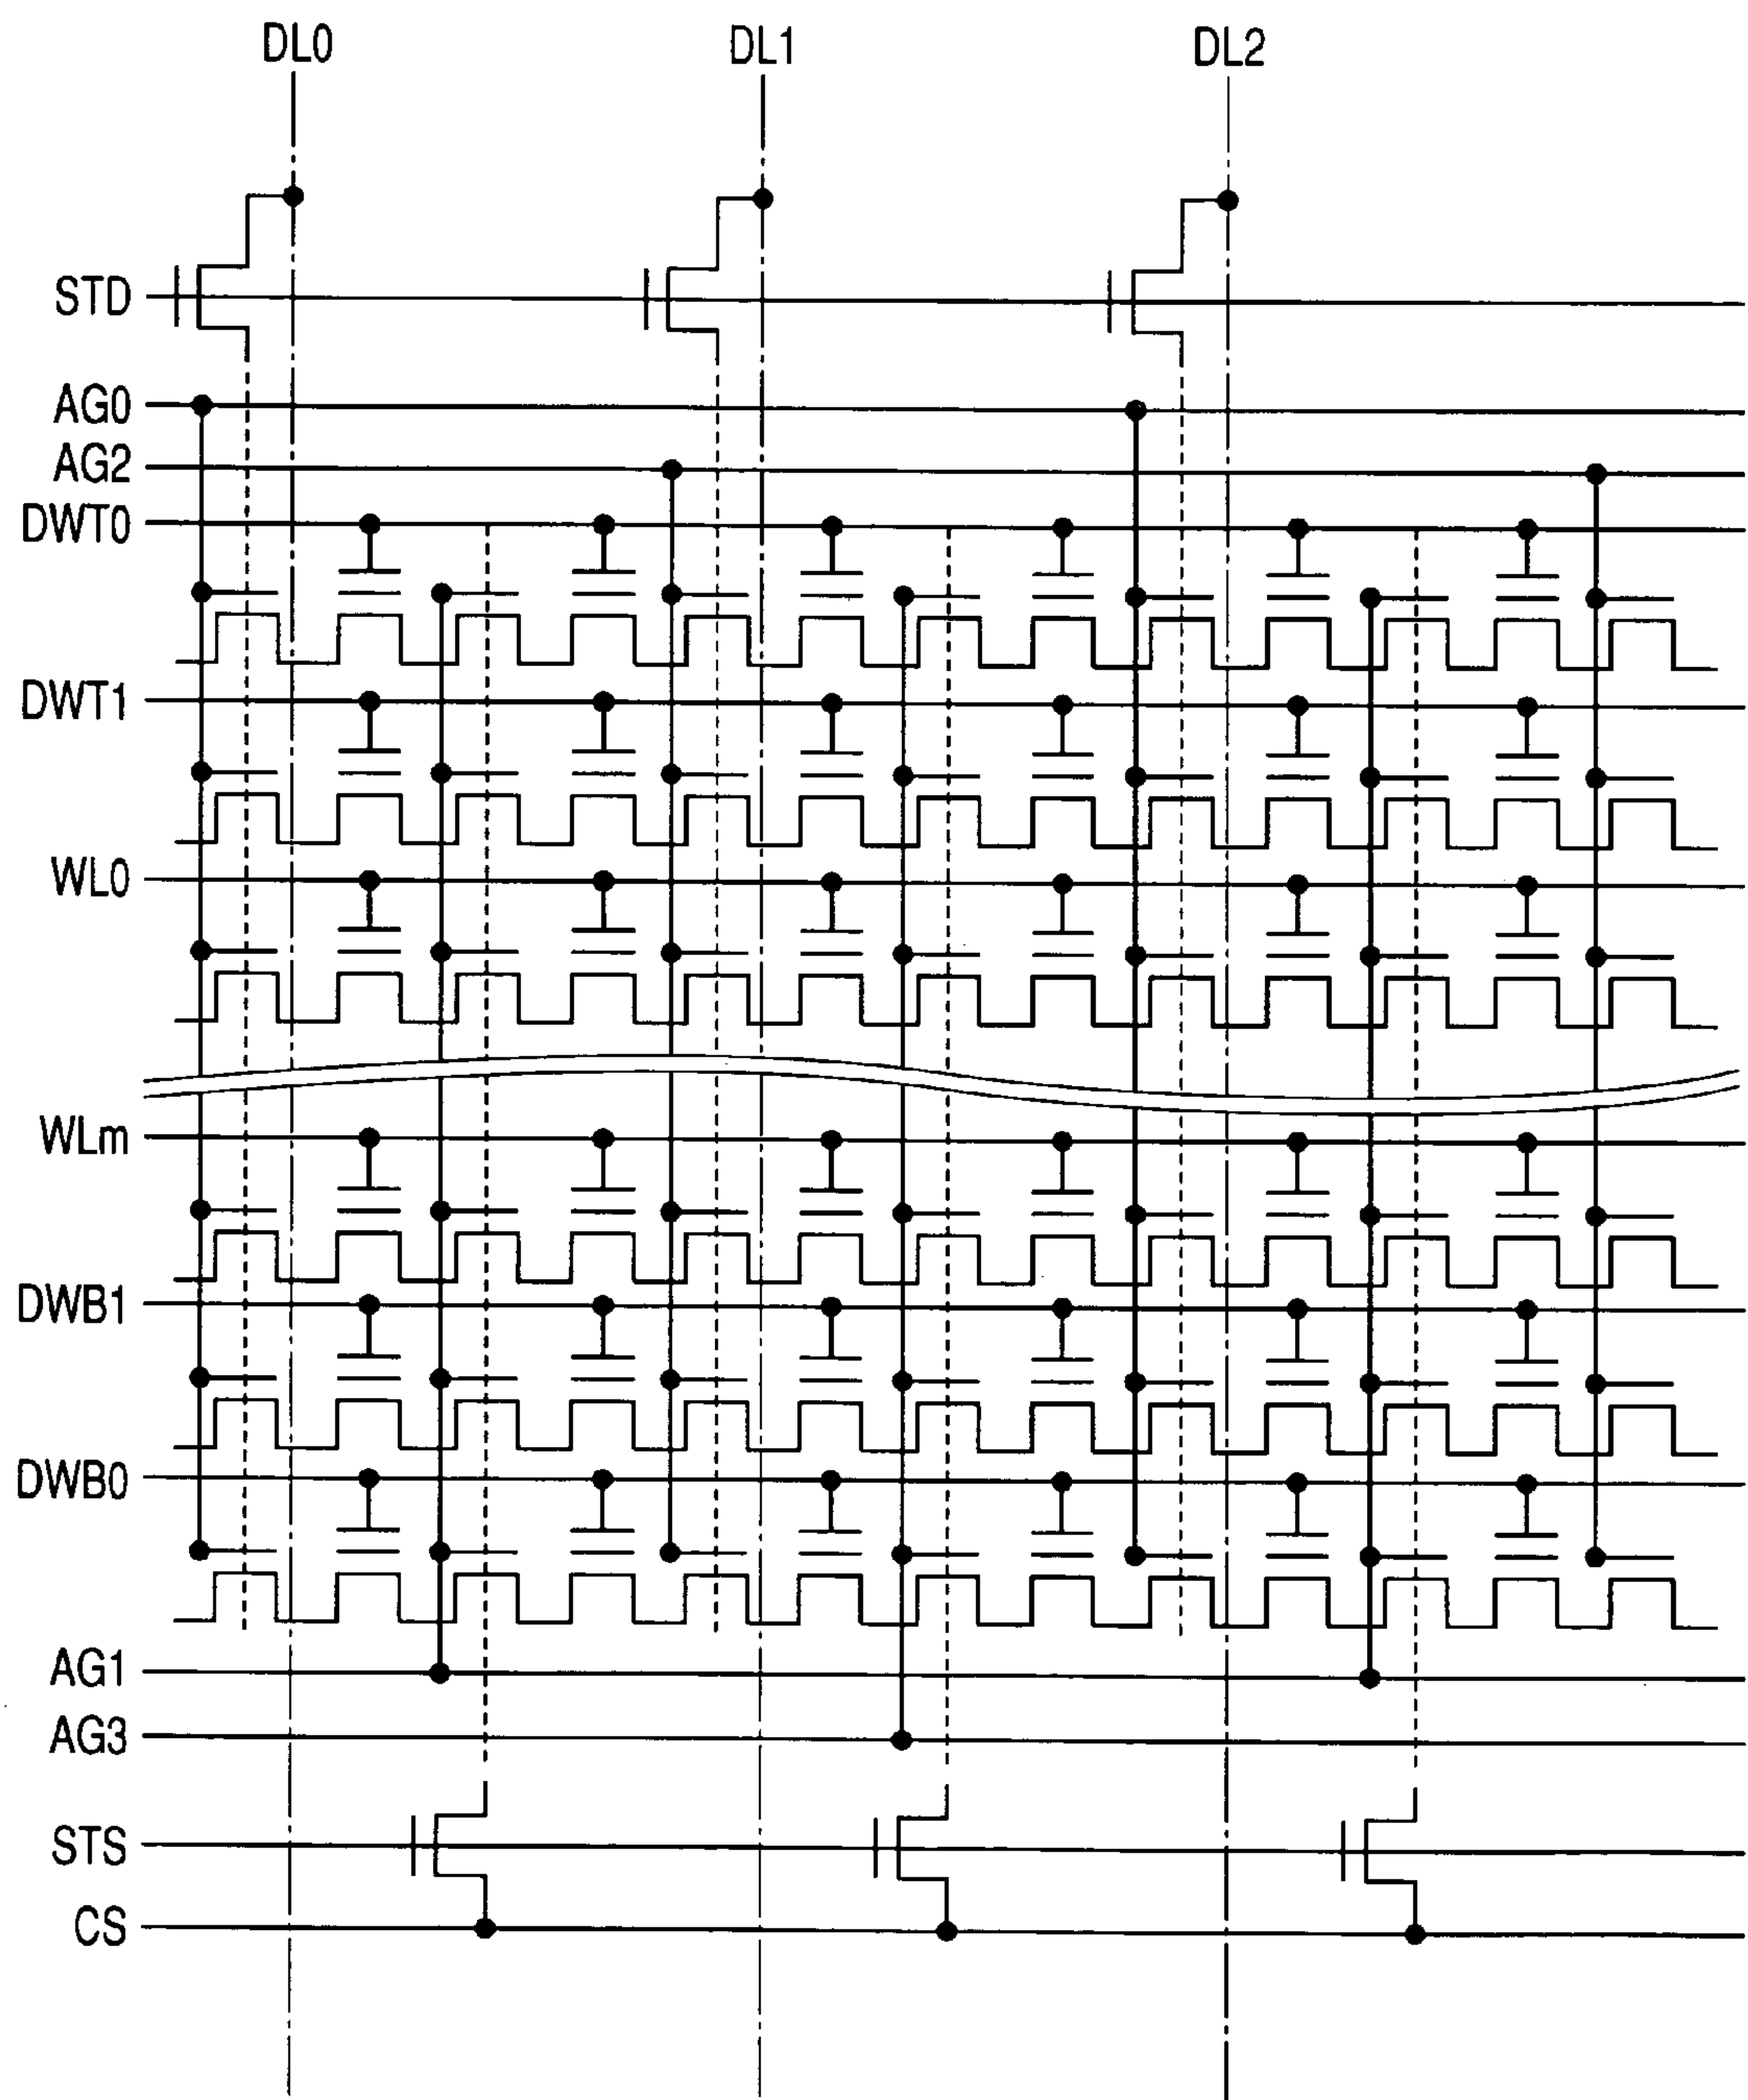 DL0 DL1 DL2
STD
AG0
AG2
DWT0
DWT1
WL0
WLm
DWB1
DWB0
AG1
AG3
STS
CS